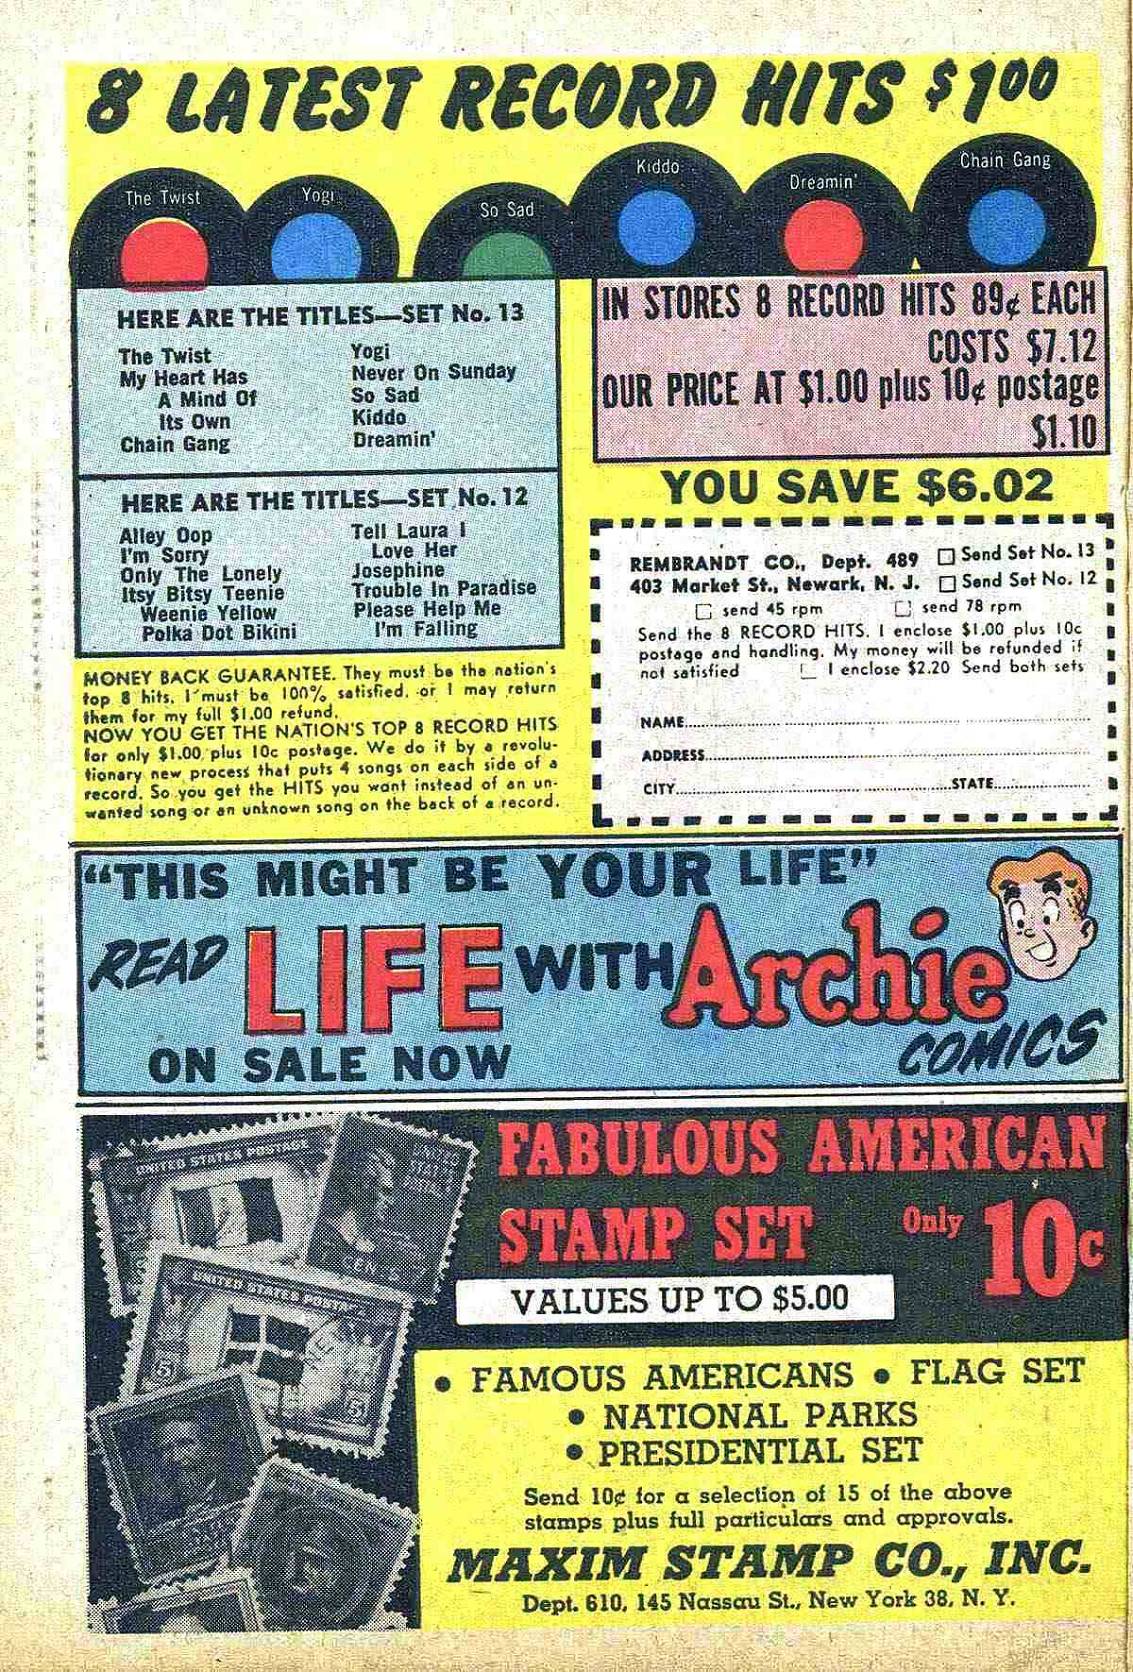 8 LATEST RECORD HITS $1.00
The Twist
Yogi
So Sad
Kiddo
Dreamin'
Chain Gang
HERE ARE THE TITLES—SET No. 13
The Twist
My Heart Has
A Mind Of
Its Own
Chain Gang
Yogi
Never On Sunday
So Sad
Kiddo
Dreamin'
HERE ARE THE TITLES—SET No. 12
Alley Oop
I'm Sorry
Only The Lonely
Itsy Bitsy Teenie
Weenie Yellow
Polka Dot Bikini
Tell Laura I
Love Her
Josephine
Trouble In Paradise
Please Help Me
I'm Falling
MONEY BACK GUARANTEE. They must be the nation's
top 8 hits. I must be 100% satisfied, or I may return
them for my full $1.00 refund.
NOW YOU GET THE NATION'S TOP 8 RECORD HITS
for only $1.00 plus 10c postage. We do it by a revolu-
tionary new process that puts 4 songs on each side of a
record. So you get the HITS you want instead of an un-
wanted song or an unknown song on the back of a record.
IN STORES 8 RECORD HITS 89¢ EACH
COSTS $7.12
OUR PRICE AT $1.00 plus 10¢ postage
$1.10
YOU SAVE $6.02
REMBRANDT CO., Dept. 489 ☐ Send Set No. 13
403 Market St., Newark, N. J. ☐ Send Set No. 12
☐ send 45 rpm ☐ send 78 rpm
Send the 8 RECORD HITS. I enclose $1.00 plus 10c
postage and handling. My money will be refunded if
not satisfied ☐ I enclose $2.20 Send both sets
NAME
ADDRESS
CITY STATE
"THIS MIGHT BE YOUR LIFE"
READ LIFE WITH Archie
ON SALE NOW COMICS
UNITED STATES POSTAGE
UNITED STATES
CENTS
UNITED STATES POSTAGE
5 5
FABULOUS AMERICAN
STAMP SET Only 10c
VALUES UP TO $5.00
• FAMOUS AMERICANS • FLAG SET
• NATIONAL PARKS
• PRESIDENTIAL SET
Send 10¢ for a selection of 15 of the above
stamps plus full particulars and approvals.
MAXIM STAMP CO., INC.
Dept. 610, 145 Nassau St., New York 38, N. Y.